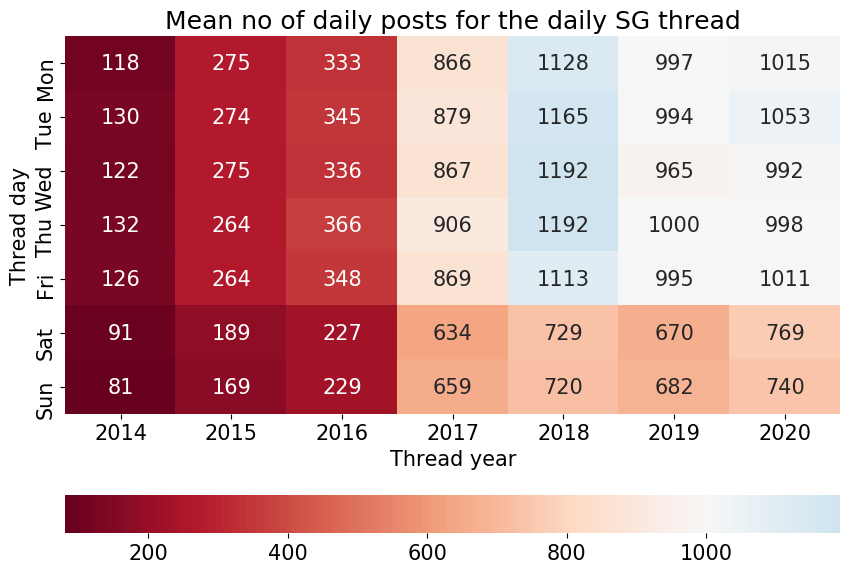 Mean no of daily posts for the daily SG thread
Thread day
Mon 118 275 333 866 1128 997 1015
Tue 130 274 345 879 1165 994 1053
Wed 122 275 336 867 1192 965 992
Thu 132 264 366 906 1192 1000 998
Fri 126 264 348 869 1113 995 1011
Sat 91 189 227 634 729 670 769
Sun 81 169 229 659 720 682 740
2014 2015 2016 2017 2018 2019 2020
Thread year
200 400 600 800 1000